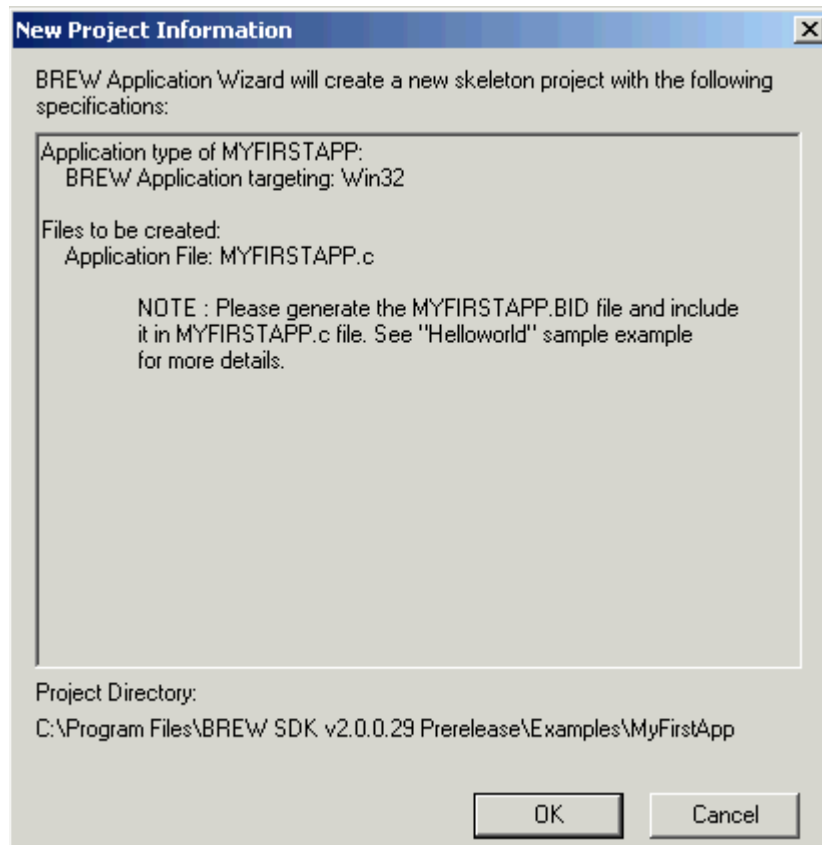 New Project Information
BREW Application Wizard will create a new skeleton project with the following
specifications:
Application type of MYFIRSTAPP:
BREW Application targeting: Win32
Files to be created:
Application File: MYFIRSTAPP.c
NOTE : Please generate the MYFIRSTAPP.BID file and include
it in MYFIRSTAPP.c file. See "Helloworld" sample example
for more details.
Project Directory:
C:\Program Files\BREW SDK v2.0.0.29 Prerelease\Examples\MyFirstApp
OK
Cancel